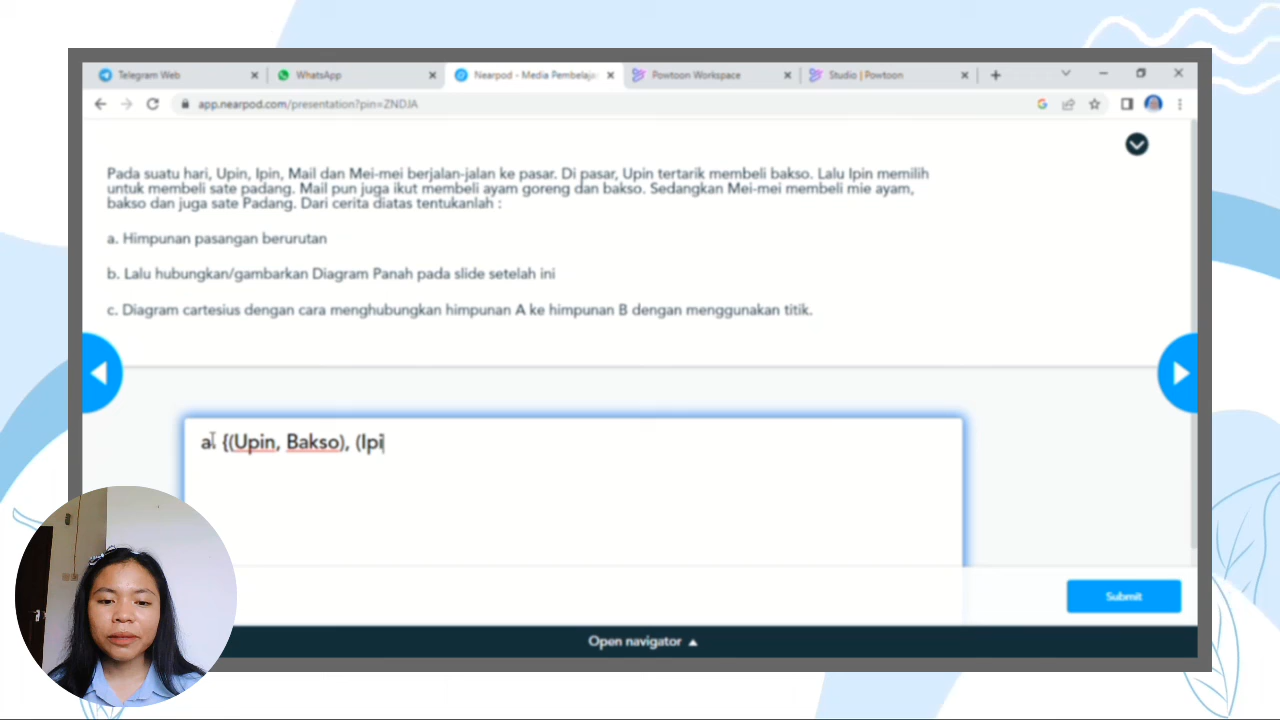 Telegram Web
WhatsApp
Nearpod - Media Pembelaja
Powtoon Workspace
Studio | Powtoon
app.nearpod.com/presentation?pin=ZNDJA
Pada suatu hari, Upin, Ipin, Mail dan Mei-mei berjalan-jalan ke pasar. Di pasar, Upin tertarik membeli bakso. Lalu Ipin memilih
untuk membeli sate padang. Mail pun juga ikut membeli ayam goreng dan bakso. Sedangkan Mei-mei membeli mie ayam,
bakso dan juga sate Padang. Dari cerita diatas tentukanlah :
a. Himpunan pasangan berurutan
b. Lalu hubungkan/gambarkan Diagram Panah pada slide setelah ini
c. Diagram cartesius dengan cara menghubungkan himpunan A ke himpunan B dengan menggunakan titik.
a. {(Upin, Bakso), (Ipi
Submit
Open navigator